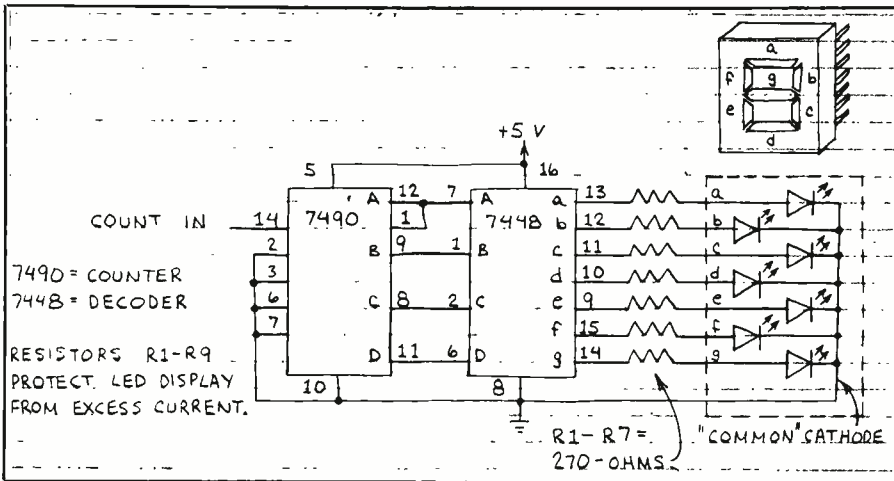 a
f g b
e c
d
+5 V
5 16
A 12 7 A a 13 a
COUNT IN 14 7490 1 7448 b 12 b
2 B 9 1 B c 11 c
7490 = COUNTER 3 d 10 d
7448 = DECODER 6 C 8 2 C e 9 e
7 f 15 f
D 11 6 D g 14 g
RESISTORS R1-R9
PROTECT LED DISPLAY
FROM EXCESS CURRENT.
10 8
R1-R7 =
270-OHMS
"COMMON" CATHODE